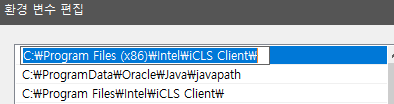 환경 변수 편집
C:₩Program Files (x86)₩Intel₩iCLS Client₩
C:₩ProgramData₩Oracle₩Java₩javapath
C:₩Program Files₩Intel₩iCLS Client₩